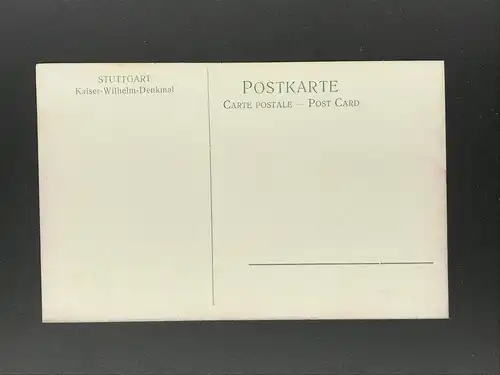 STUTTGART
Kaiser-Wilhelm-Denkmal
POSTKARTE
CARTE POSTALE — POST CARD